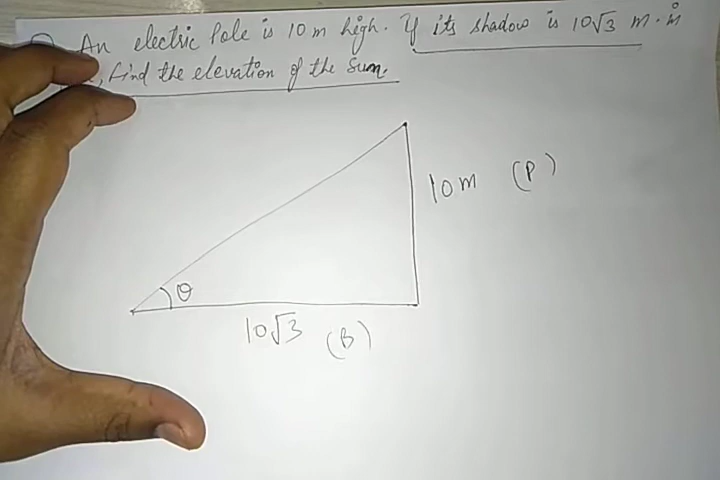 An electric Pole is 10 m high. If its shadow is 10√3 m. in
, find the elevation of the Sun.
10m (P)
θ
10√3 (B)